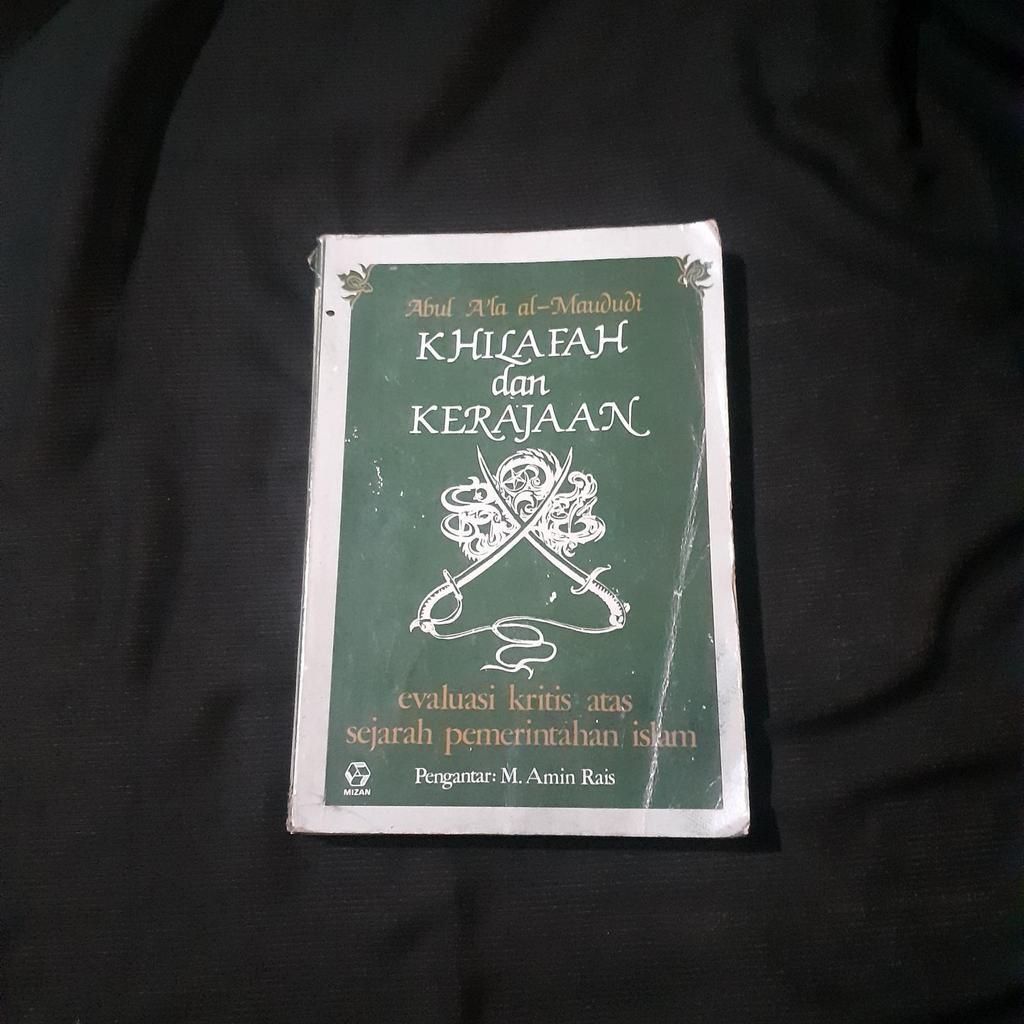 Abul A'la al-Maududi
KHILAFAH
dan
KERAJAAN
evaluasi kritis atas
sejarah pemerintahan islam
Pengantar: M. Amin Rais
MIZAN